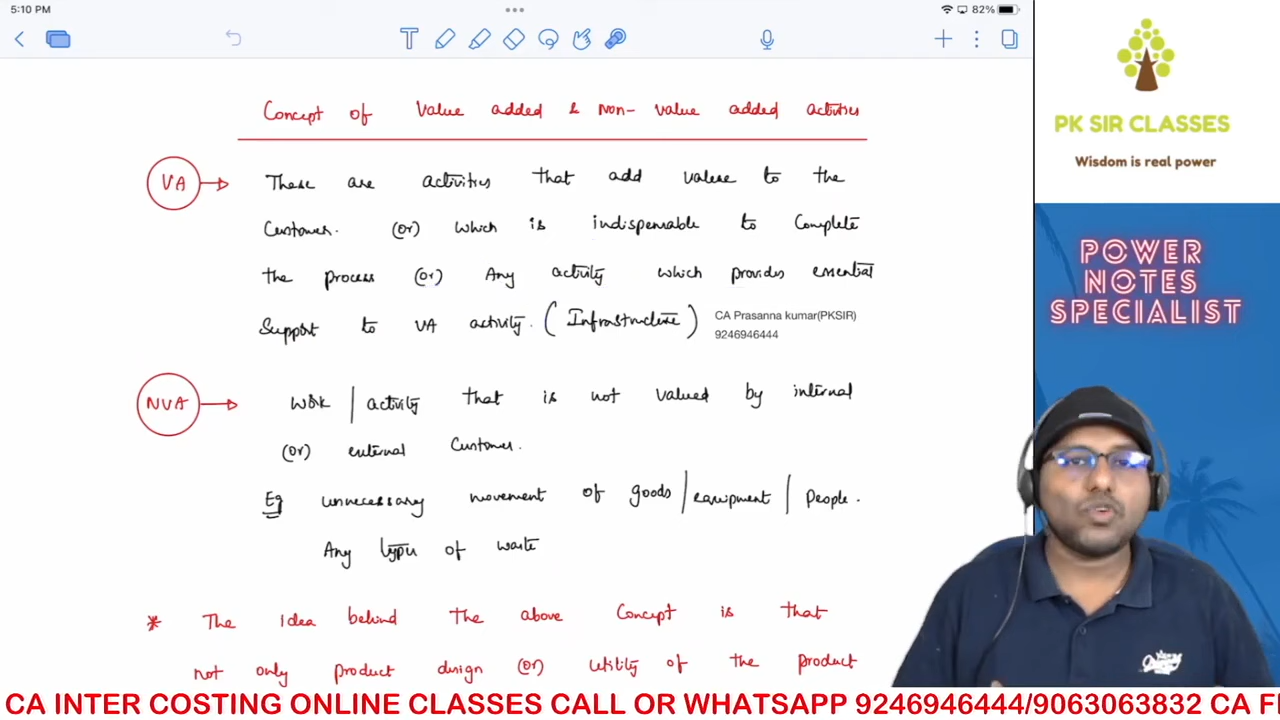 5:10 PM
82%
Concept of Value added & Non-Value added activities
VA
These are activities that add value to the
Customer. (or) which is indispensable to Complete
the process (or) Any activity which provides essential
Support to VA activity. (Infrastructure)
CA Prasanna kumar(PKSIR)
9246946444
NVA
Work | activity that is not valued by internal
(or) external Customer.
Eg unnecessary movement of goods | equipment | People.
Any type of waste
* The idea behind the above Concept is that
not only product design (or) utility of the product
PK SIR CLASSES
Wisdom is real power
POWER
NOTES
SPECIALIST
CA INTER COSTING ONLINE CLASSES CALL OR WHATSAPP 9246946444/9063063832 CA F